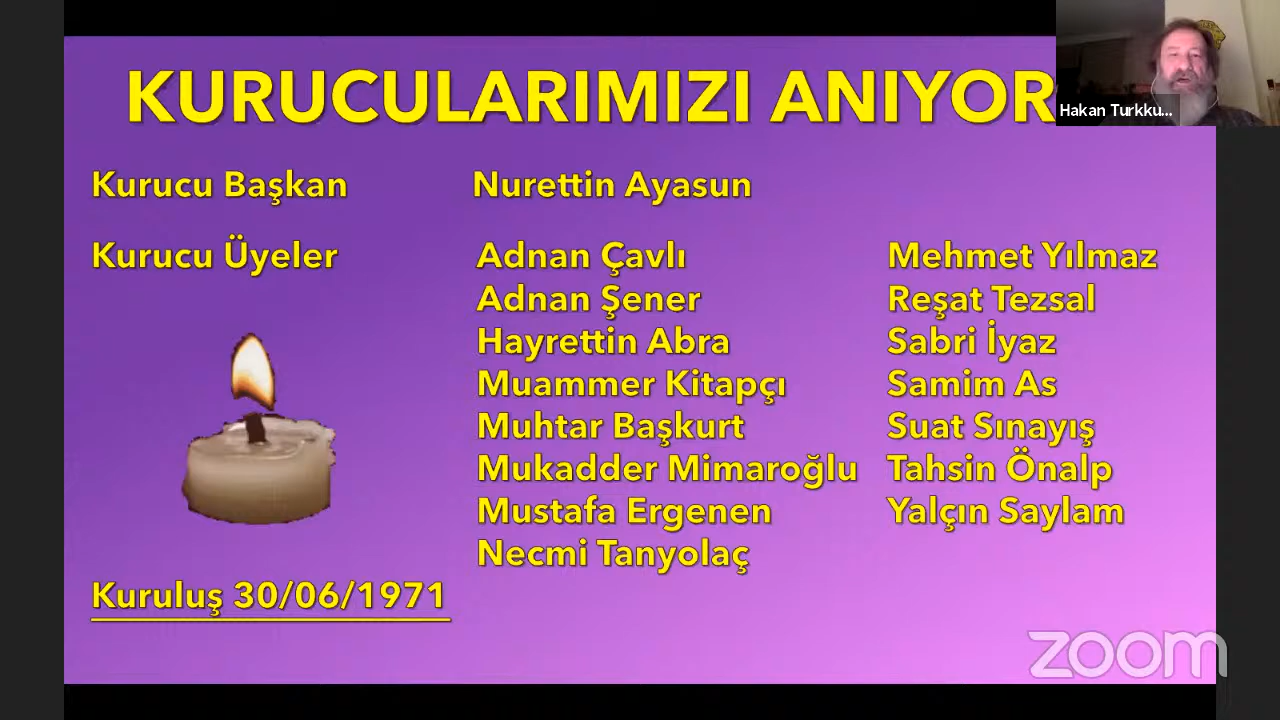 KURUCULARIMIZI ANIYOR
Hakan Turkku...
Kurucu Başkan Nurettin Ayasun
Kurucu Üyeler Adnan Çavlı Mehmet Yılmaz
Adnan Şener Reşat Tezsal
Hayrettin Abra Sabri İyaz
Muammer Kitapçı Samim As
Muhtar Başkurt Suat Sınayış
Mukadder Mimaroğlu Tahsin Önalp
Mustafa Ergenen Yalçın Saylam
Necmi Tanyolaç
Kuruluş 30/06/1971
zoom